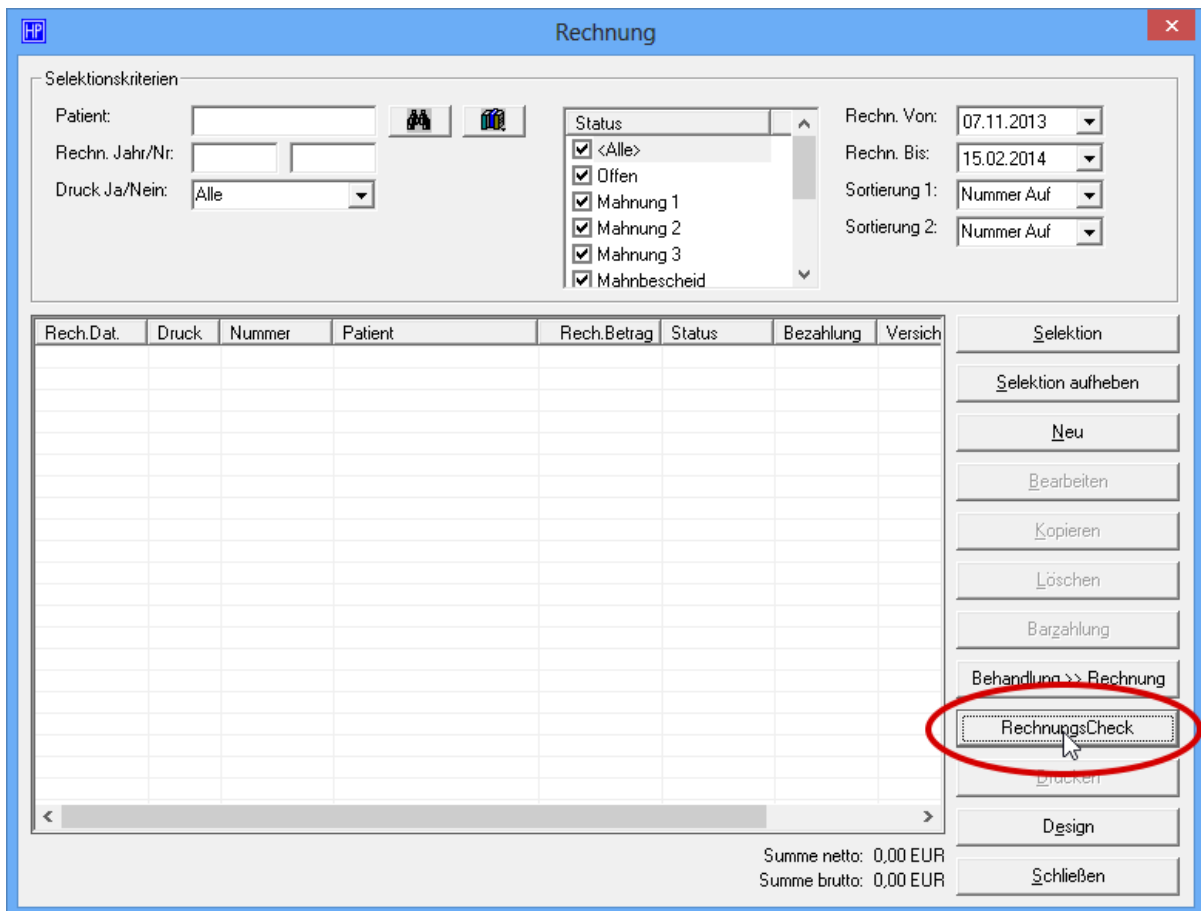 HP Rechnung
Selektionskriterien
Patient:
Rechn. Jahr/Nr:
Druck Ja/Nein: Alle
Status
<Alle>
Offen
Mahnung 1
Mahnung 2
Mahnung 3
Mahnbescheid
Rechn. Von: 07.11.2013
Rechn. Bis: 15.02.2014
Sortierung 1: Nummer Auf
Sortierung 2: Nummer Auf
Rech.Dat. Druck Nummer Patient Rech.Betrag Status Bezahlung Versich
Selektion
Selektion aufheben
Neu
Bearbeiten
Kopieren
Löschen
Barzahlung
Behandlung >> Rechnung
RechnungsCheck
Drucken
Design
Schließen
Summe netto: 0,00 EUR
Summe brutto: 0,00 EUR